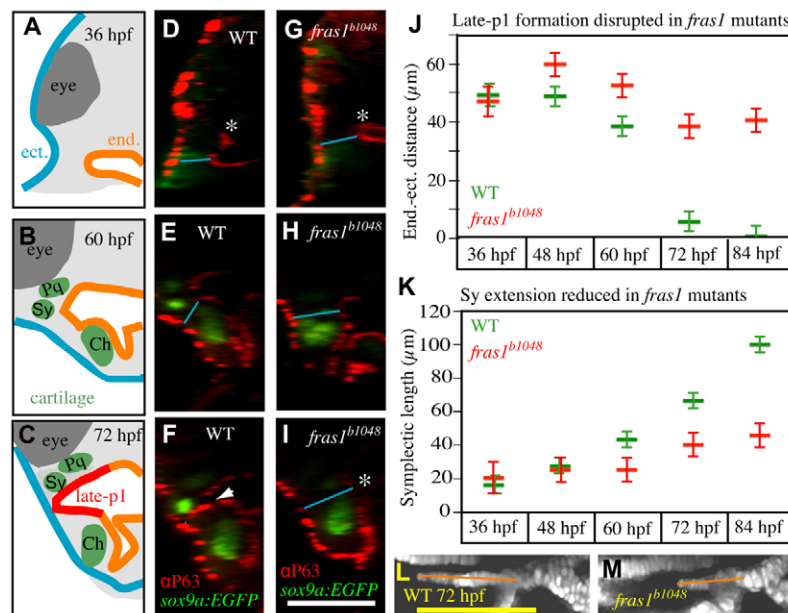 A 36 hpf
eye
ect.
end.
B 60 hpf
eye
Pq
Sy
Ch
cartilage
C 72 hpf
eye
Pq
Sy
late-p1
Ch
D WT
*
E WT
F WT
αP63
sox9a:EGFP
G fras1b1048
*
H fras1b1048
I fras1b1048
*
αP63
sox9a:EGFP
J Late-p1 formation disrupted in fras1 mutants
End.-ect. distance (µm)
60
40
20
0
WT
fras1b1048
36 hpf 48 hpf 60 hpf 72 hpf 84 hpf
K Sy extension reduced in fras1 mutants
Symplectic length (µm)
120
100
80
60
40
20
0
WT
fras1b1048
36 hpf 48 hpf 60 hpf 72 hpf 84 hpf
L WT 72 hpf
M fras1b1048